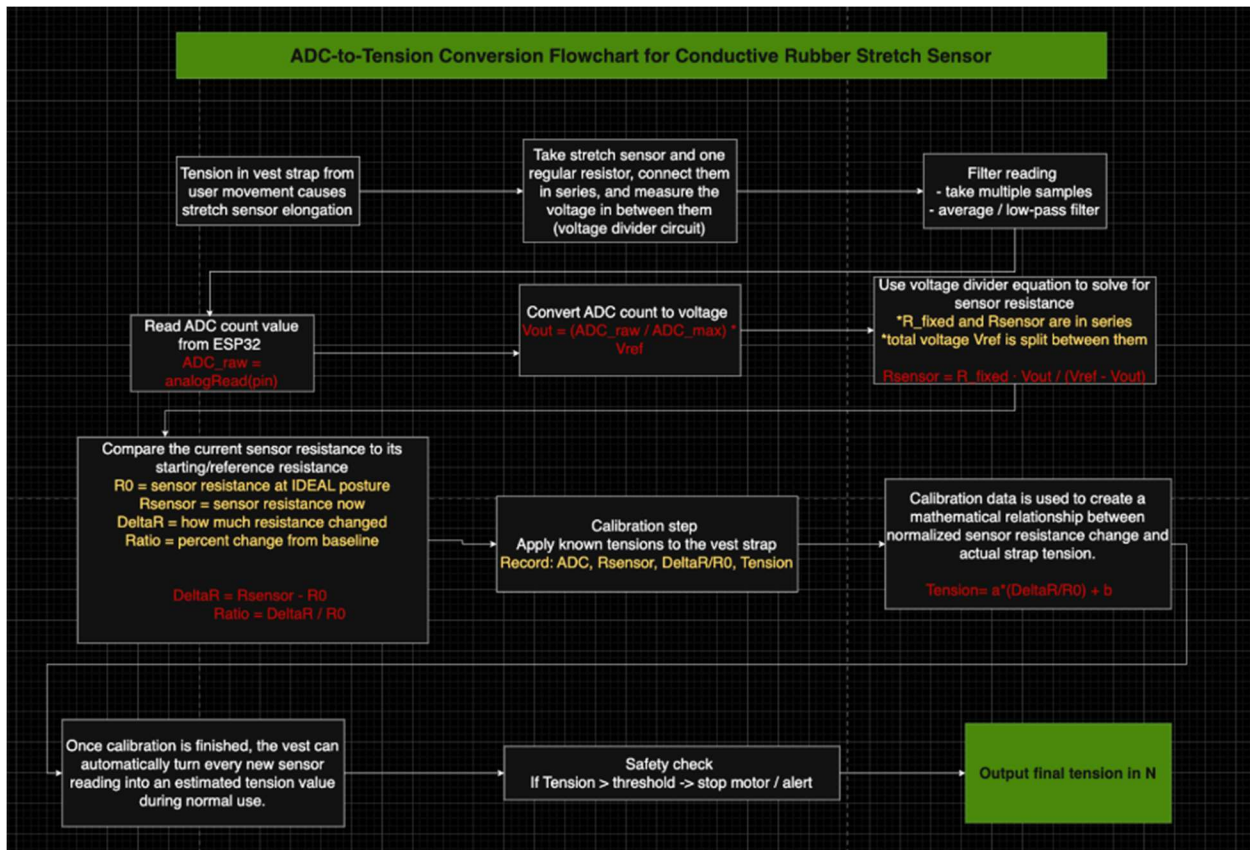 ADC-to-Tension Conversion Flowchart for Conductive Rubber Stretch Sensor
Tension in vest strap from
user movement causes
stretch sensor elongation
Take stretch sensor and one
regular resistor, connect them
in series, and measure the
voltage in between them
(voltage divider circuit)
Filter reading
- take multiple samples
- average / low-pass filter
Read ADC count value
from ESP32
ADC_raw =
analogRead(pin)
Convert ADC count to voltage
Vout = (ADC_raw / ADC_max) *
Vref
Use voltage divider equation to solve for
sensor resistance
*R_fixed and Rsensor are in series
*total voltage Vref is split between them
Rsensor = R_fixed · Vout / (Vref - Vout)
Compare the current sensor resistance to its
starting/reference resistance
R0 = sensor resistance at IDEAL posture
Rsensor = sensor resistance now
DeltaR = how much resistance changed
Ratio = percent change from baseline
DeltaR = Rsensor - R0
Ratio = DeltaR / R0
Calibration step
Apply known tensions to the vest strap
Record: ADC, Rsensor, DeltaR/R0, Tension
Calibration data is used to create a
mathematical relationship between
normalized sensor resistance change and
actual strap tension.
Tension= a*(DeltaR/R0) + b
Once calibration is finished, the vest can
automatically turn every new sensor
reading into an estimated tension value
during normal use.
Safety check
If Tension > threshold -> stop motor / alert
Output final tension in N